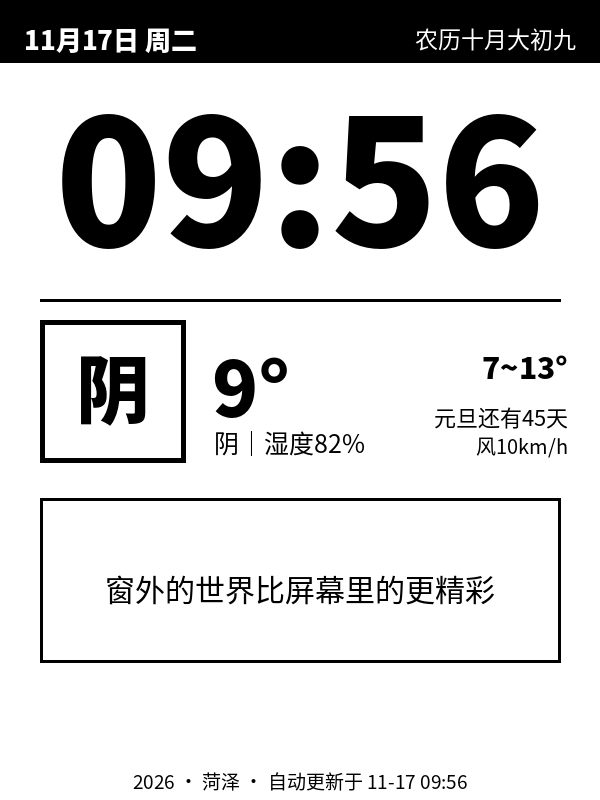 11月17日 周二
农历十月大初九
09:56
阴
9°
阴｜湿度82%
7~13°
元旦还有45天
风10km/h
窗外的世界比屏幕里的更精彩
2026 • 菏泽 • 自动更新于 11-17 09:56